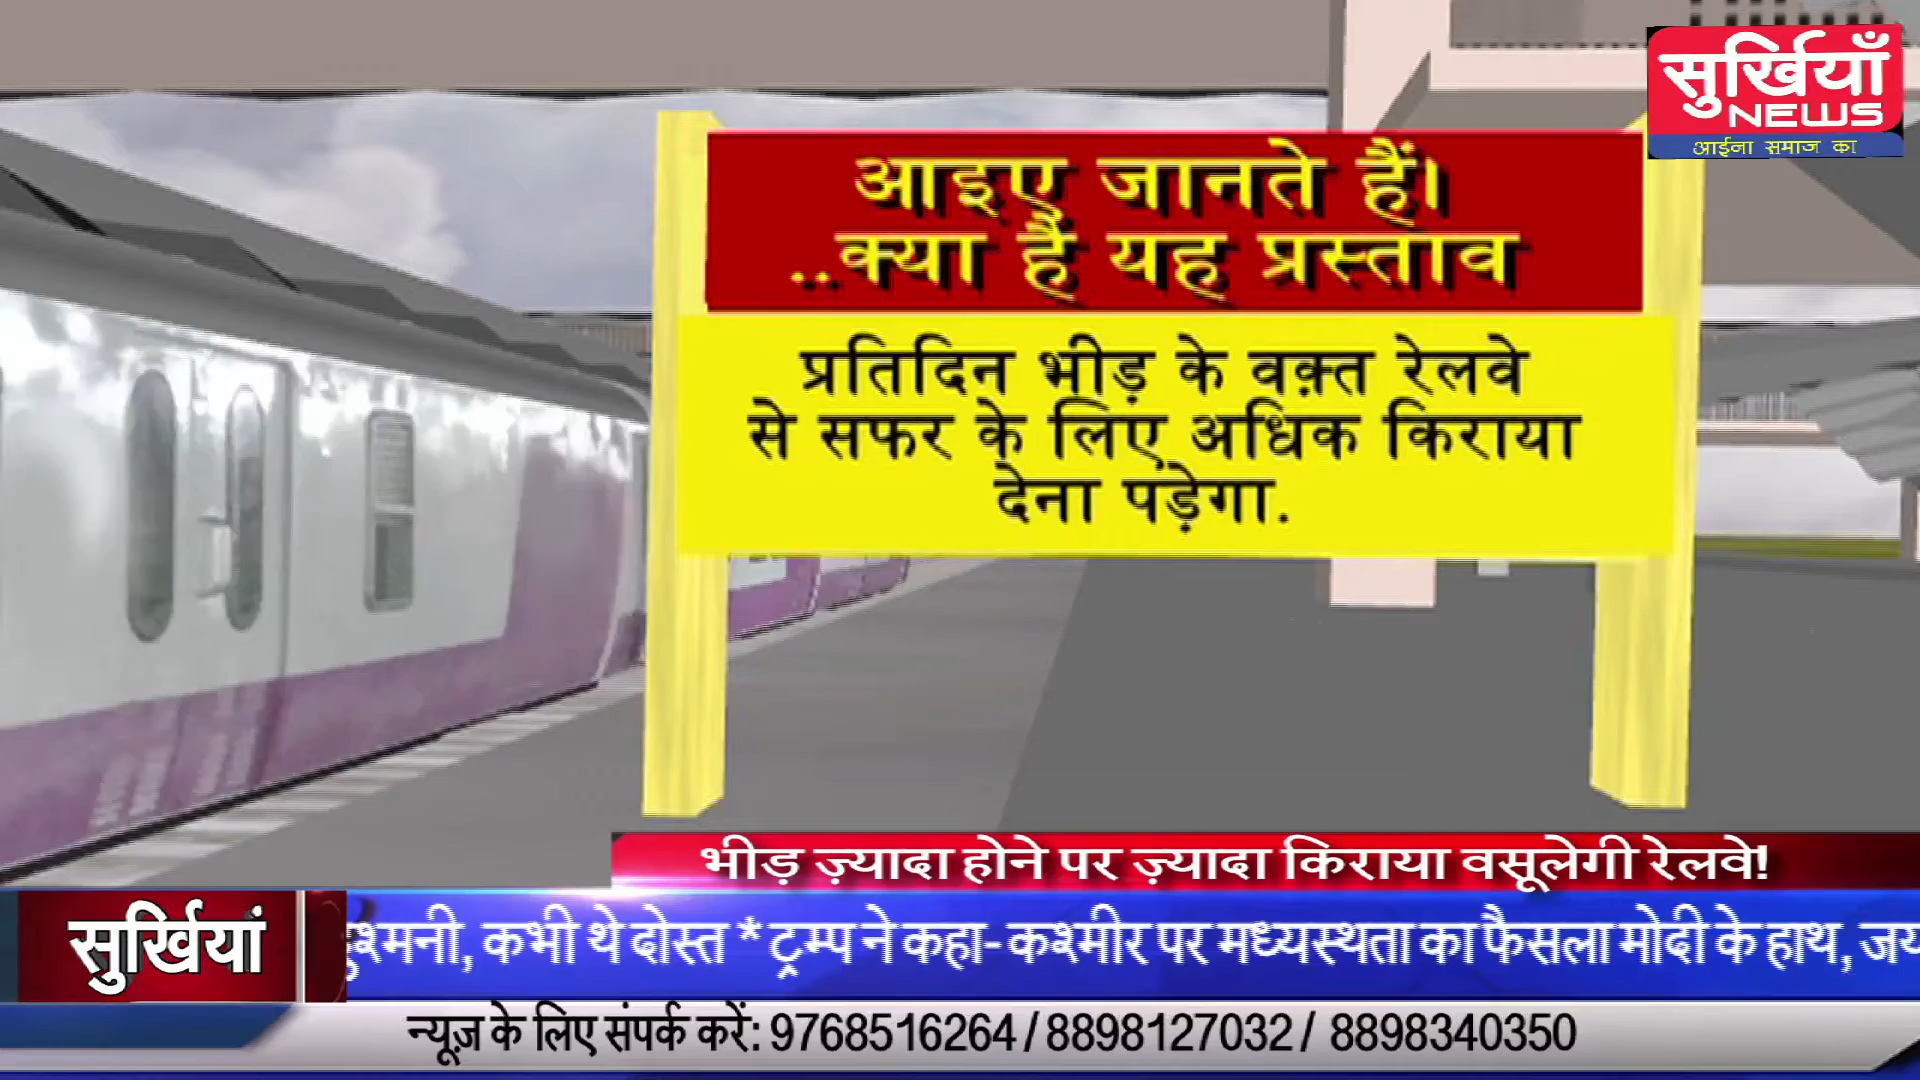 सुर्खियाँ
NEWS
आईना समाज का
आइए जानते हैं।
..क्या है यह प्रस्ताव
प्रतिदिन भीड़ के वक़्त रेलवे
से सफर के लिए अधिक किराया
देना पड़ेगा.
भीड़ ज़्यादा होने पर ज़्यादा किराया वसूलेगी रेलवे!
सुर्खियां
दुश्मनी, कभी थे दोस्त * ट्रम्प ने कहा- कश्मीर पर मध्यस्थता का फैसला मोदी के हाथ, जय
न्यूज़ के लिए संपर्क करें: 9768516264 / 8898127032 / 8898340350